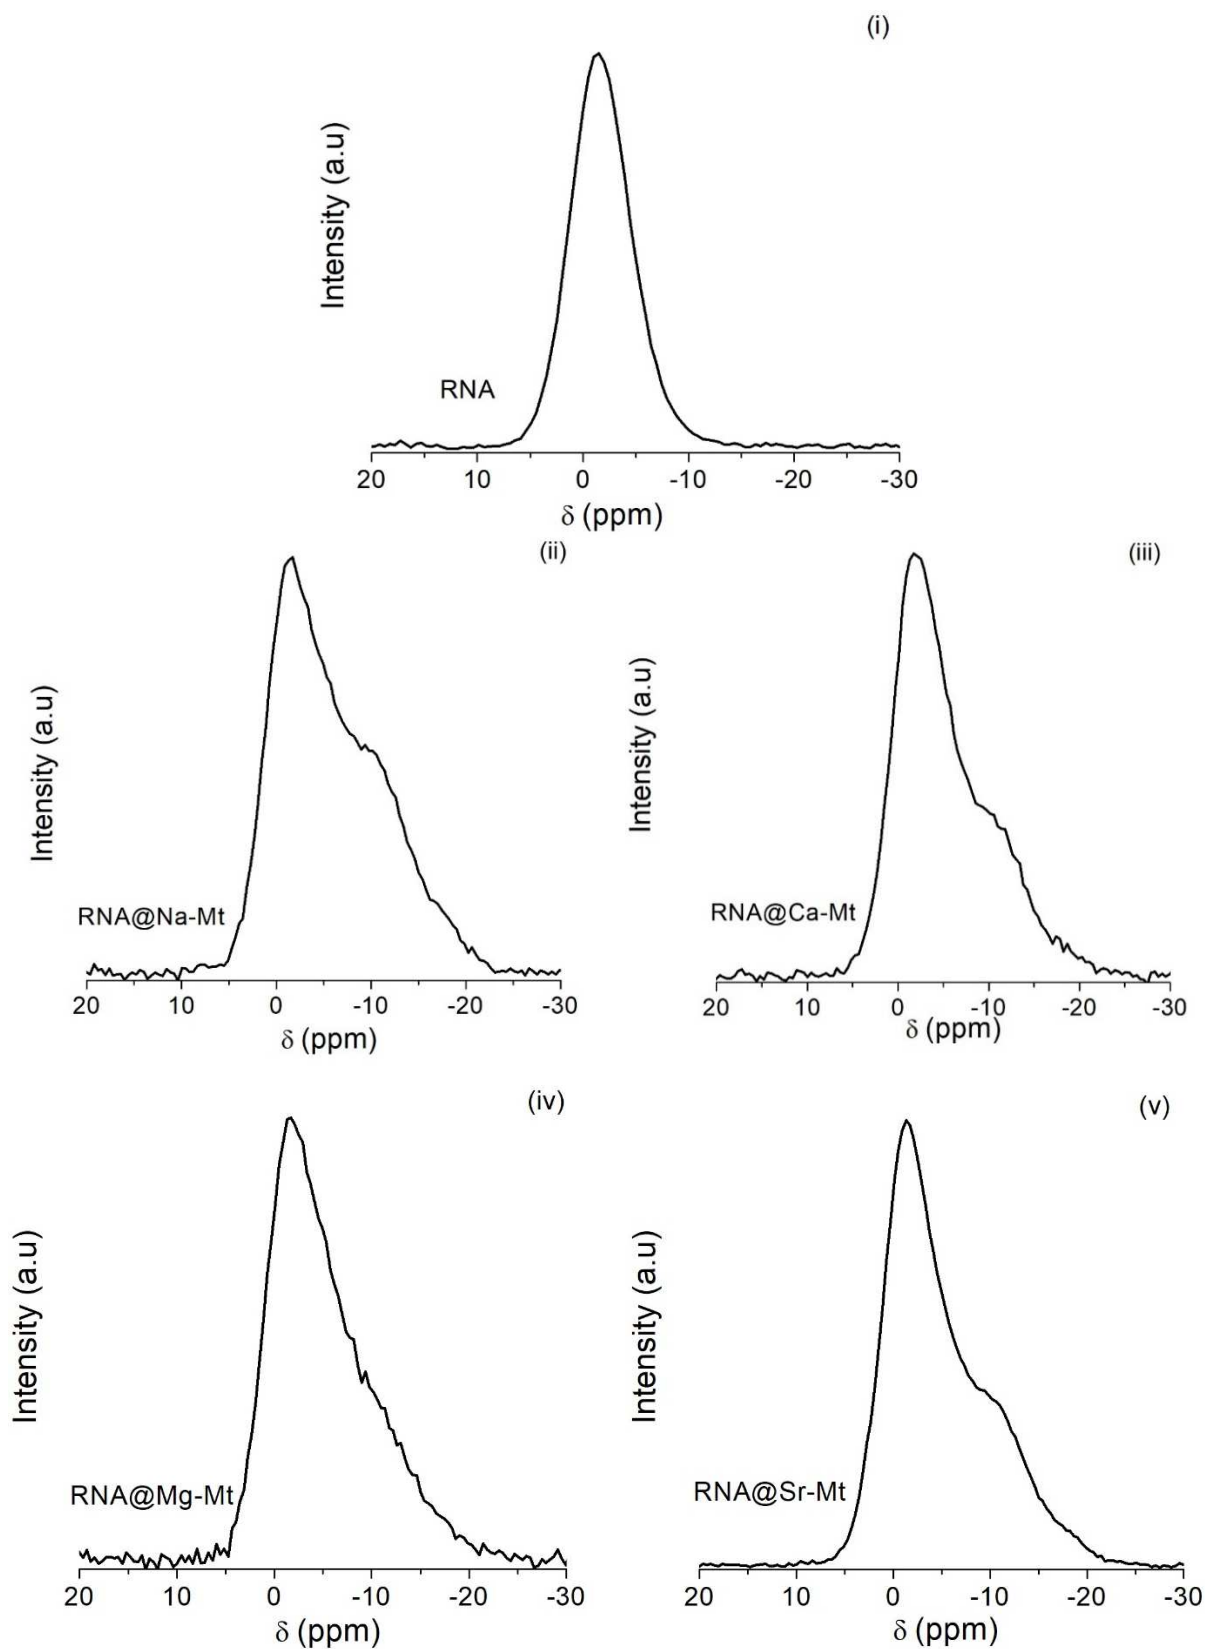 (i)
Intensity (a.u)
RNA
20 10 0 -10 -20 -30
δ (ppm)
(ii)
Intensity (a.u)
RNA@Na-Mt
20 10 0 -10 -20 -30
δ (ppm)
(iii)
Intensity (a.u)
RNA@Ca-Mt
20 10 0 -10 -20 -30
δ (ppm)
(iv)
Intensity (a.u)
RNA@Mg-Mt
20 10 0 -10 -20 -30
δ (ppm)
(v)
Intensity (a.u)
RNA@Sr-Mt
20 10 0 -10 -20 -30
δ (ppm)